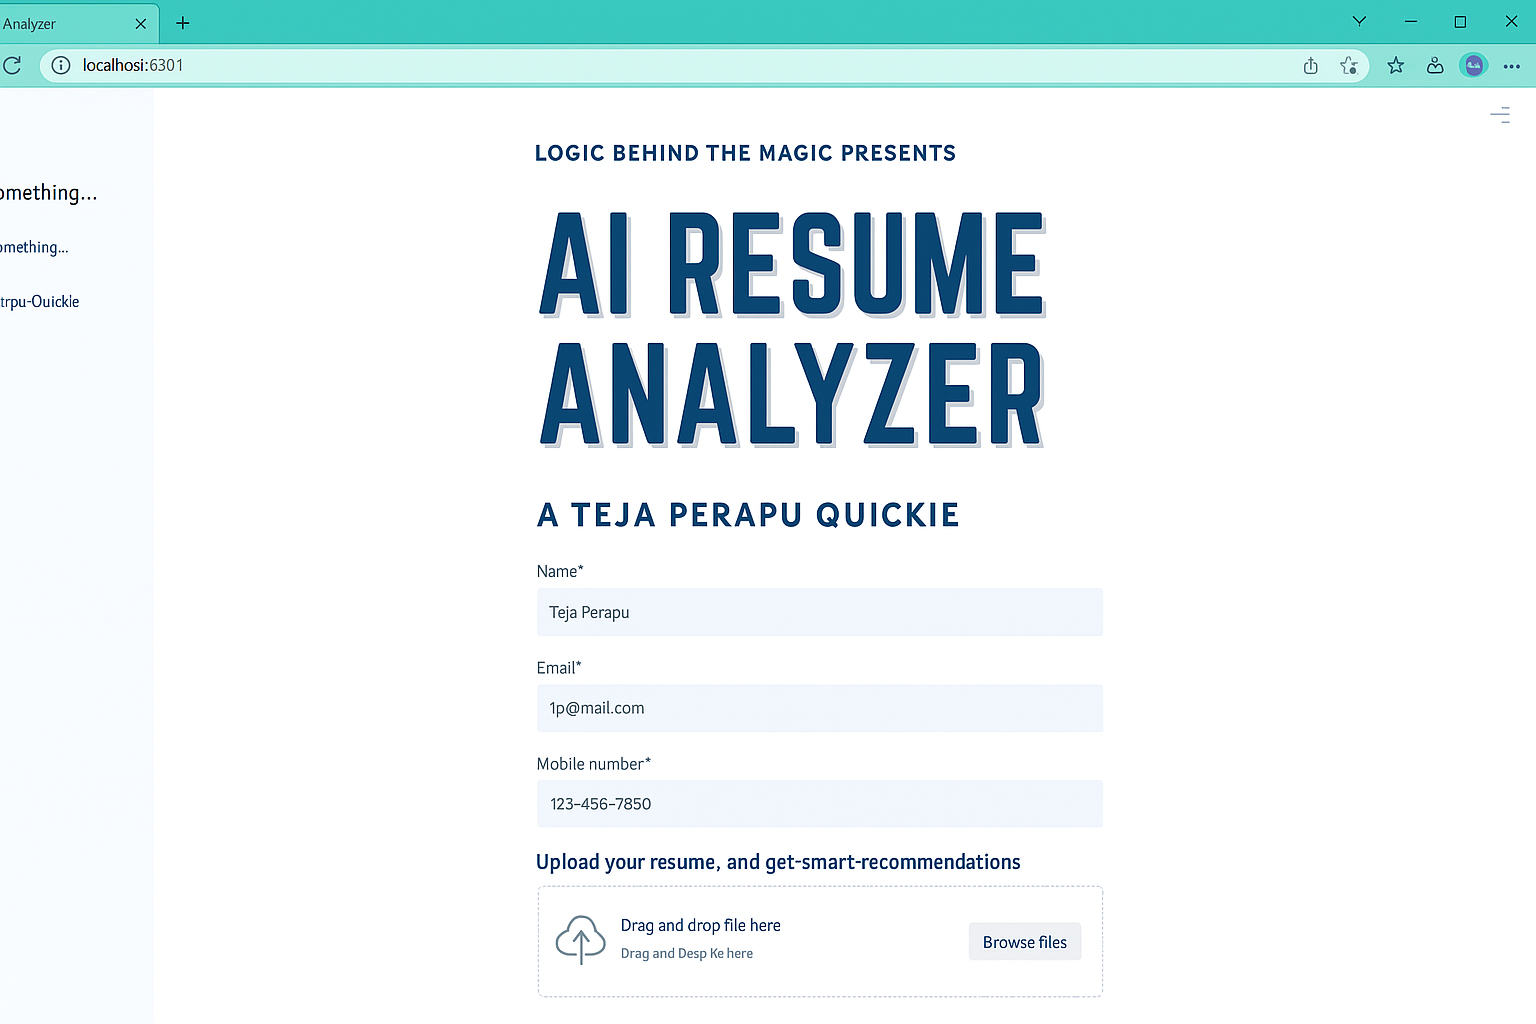 Analyzer
localhosi:6301
omething...
omething...
trpu-Ouickle
LOGIC BEHIND THE MAGIC PRESENTS
AI RESUME
ANALYZER
A TEJA PERAPU QUICKIE
Name*
Teja Perapu
Email*
1p@mail.com
Mobile number*
123-456-7850
Upload your resume, and get-smart-recommendations
Drag and drop file here
Drag and Desp Ke here
Browse files